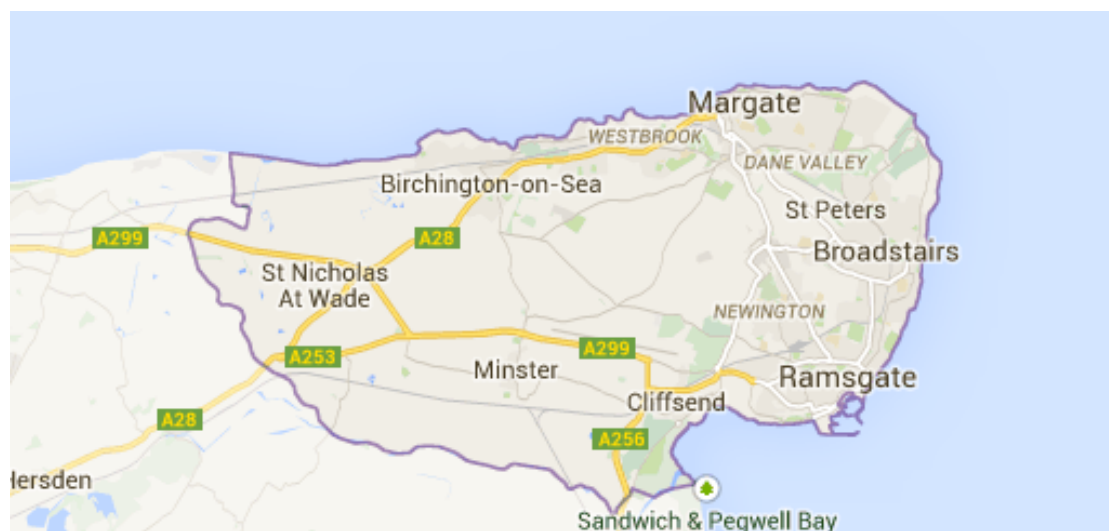 Margate
WESTBROOK
DANE VALLEY
Birchington-on-Sea
St Peters
A299
A28
Broadstairs
St Nicholas
At Wade
NEWINGTON
A253
A299
Minster
Ramsgate
Cliffsend
A28
A256
Hersden
Sandwich & Pegwell Bay